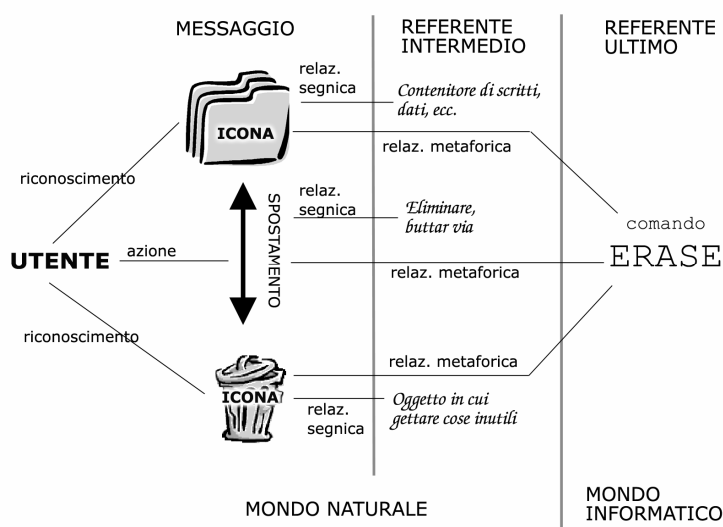 MESSAGGIO
REFERENTE
INTERMEDIO
REFERENTE
ULTIMO
relaz.
segnica
Contenitore di scritti,
dati, ecc.
ICONA
relaz. metaforica
riconoscimento
relaz.
segnica
Eliminare,
buttar via
SPOSTAMENTO
comando
ERASE
UTENTE
azione
relaz. metaforica
riconoscimento
relaz. metaforica
ICONA
Oggetto in cui
gettare cose inutili
relaz.
segnica
MONDO NATURALE
MONDO
INFORMATICO